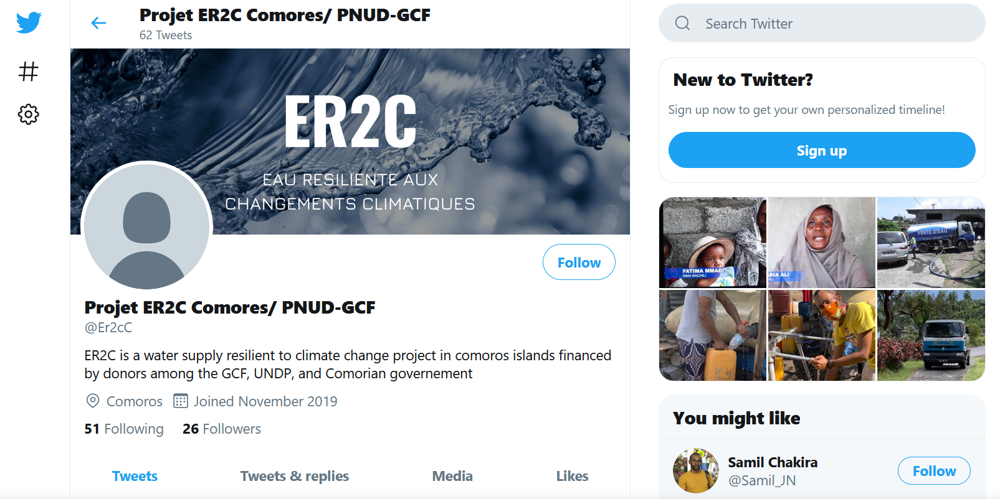 Projet ER2C Comores/ PNUD-GCF
62 Tweets
ER2C
EAU RESILIENTE AUX
CHANGEMENTS CLIMATIQUES
Follow
Projet ER2C Comores/ PNUD-GCF
@Er2cC
ER2C is a water supply resilient to climate change project in comoros islands financed
by donors among the GCF, UNDP, and Comorian governement
Comoros Joined November 2019
51 Following 26 Followers
Tweets Tweets & replies Media Likes
Search Twitter
New to Twitter?
Sign up now to get your own personalized timeline!
Sign up
FATIMA MMADI
SIMA WACHILI
ABIA ALI
HILI
VENTE D'EAU
You might like
Samil Chakira
@Samil_JN
Follow